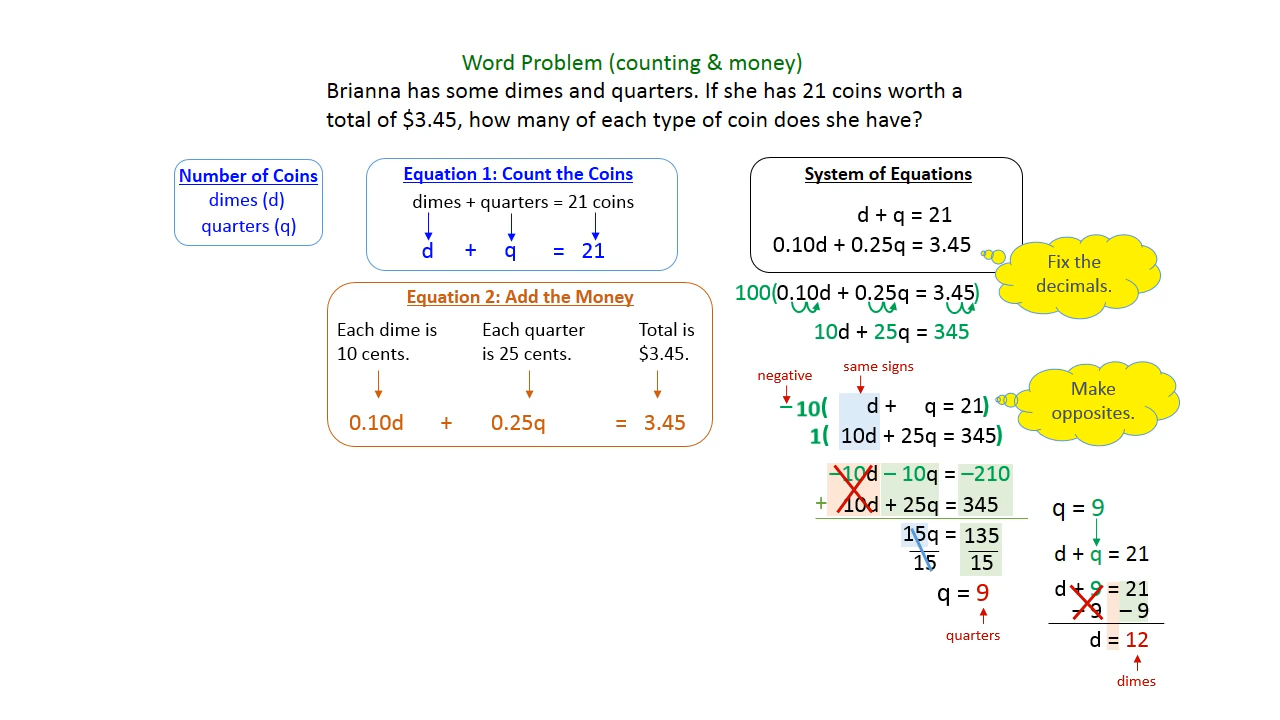 Word Problem (counting & money)
Brianna has some dimes and quarters. If she has 21 coins worth a
total of $3.45, how many of each type of coin does she have?
Number of Coins
dimes (d)
quarters (q)
Equation 1: Count the Coins
dimes + quarters = 21 coins
d + q = 21
Equation 2: Add the Money
Each dime is
10 cents.
Each quarter
is 25 cents.
Total is
$3.45.
0.10d + 0.25q = 3.45
System of Equations
d + q = 21
0.10d + 0.25q = 3.45
Fix the
decimals.
100(0.10d + 0.25q = 3.45)
10d + 25q = 345
negative
same signs
Make
opposites.
−10( d + q = 21)
1( 10d + 25q = 345)
−10d − 10q = −210
+ 10d + 25q = 345
15q = 135
15 15
q = 9
quarters
q = 9
d + q = 21
d + 9 = 21
− 9 − 9
d = 12
dimes